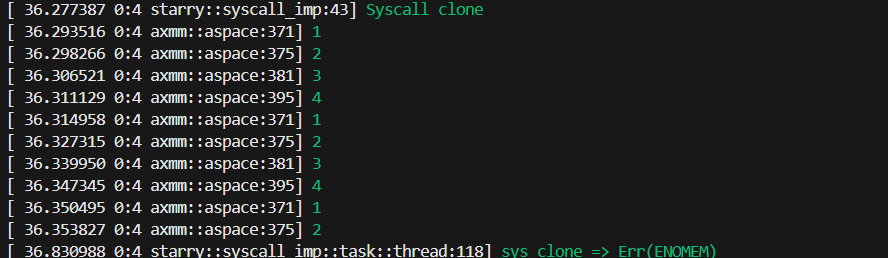 [ 36.277387 0:4 starry::syscall_imp:43] Syscall clone
[ 36.293516 0:4 axmm::aspace:371] 1
[ 36.298266 0:4 axmm::aspace:375] 2
[ 36.306521 0:4 axmm::aspace:381] 3
[ 36.311129 0:4 axmm::aspace:395] 4
[ 36.314958 0:4 axmm::aspace:371] 1
[ 36.327315 0:4 axmm::aspace:375] 2
[ 36.339950 0:4 axmm::aspace:381] 3
[ 36.347345 0:4 axmm::aspace:395] 4
[ 36.350495 0:4 axmm::aspace:371] 1
[ 36.353827 0:4 axmm::aspace:375] 2
[ 36.830988 0:4 starry::syscall_imp::task::thread:118] sys_clone => Err(ENOMEM)